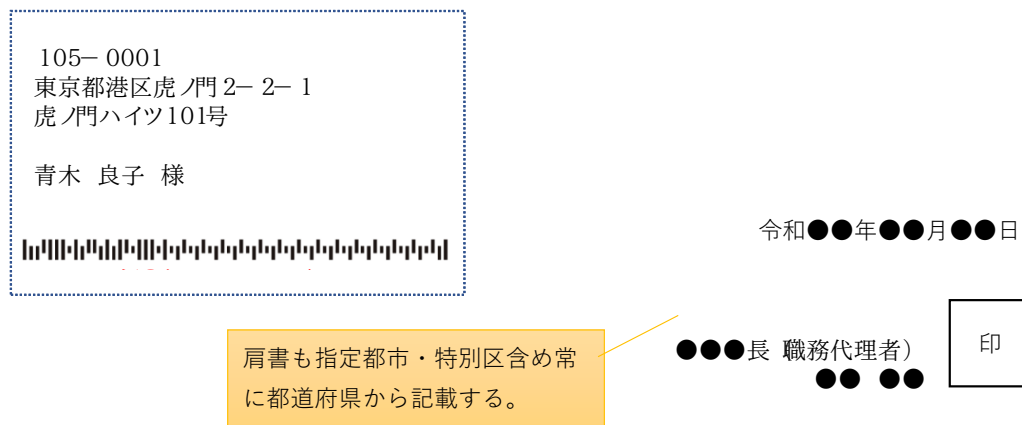 105－0001
東京都港区虎ノ門2－2－1
虎ノ門ハイツ101号
青木 良子 様
令和●●年●●月●●日
肩書も指定都市・特別区含め常
に都道府県から記載する。
●●●長 職務代理者）
●● ●●
印